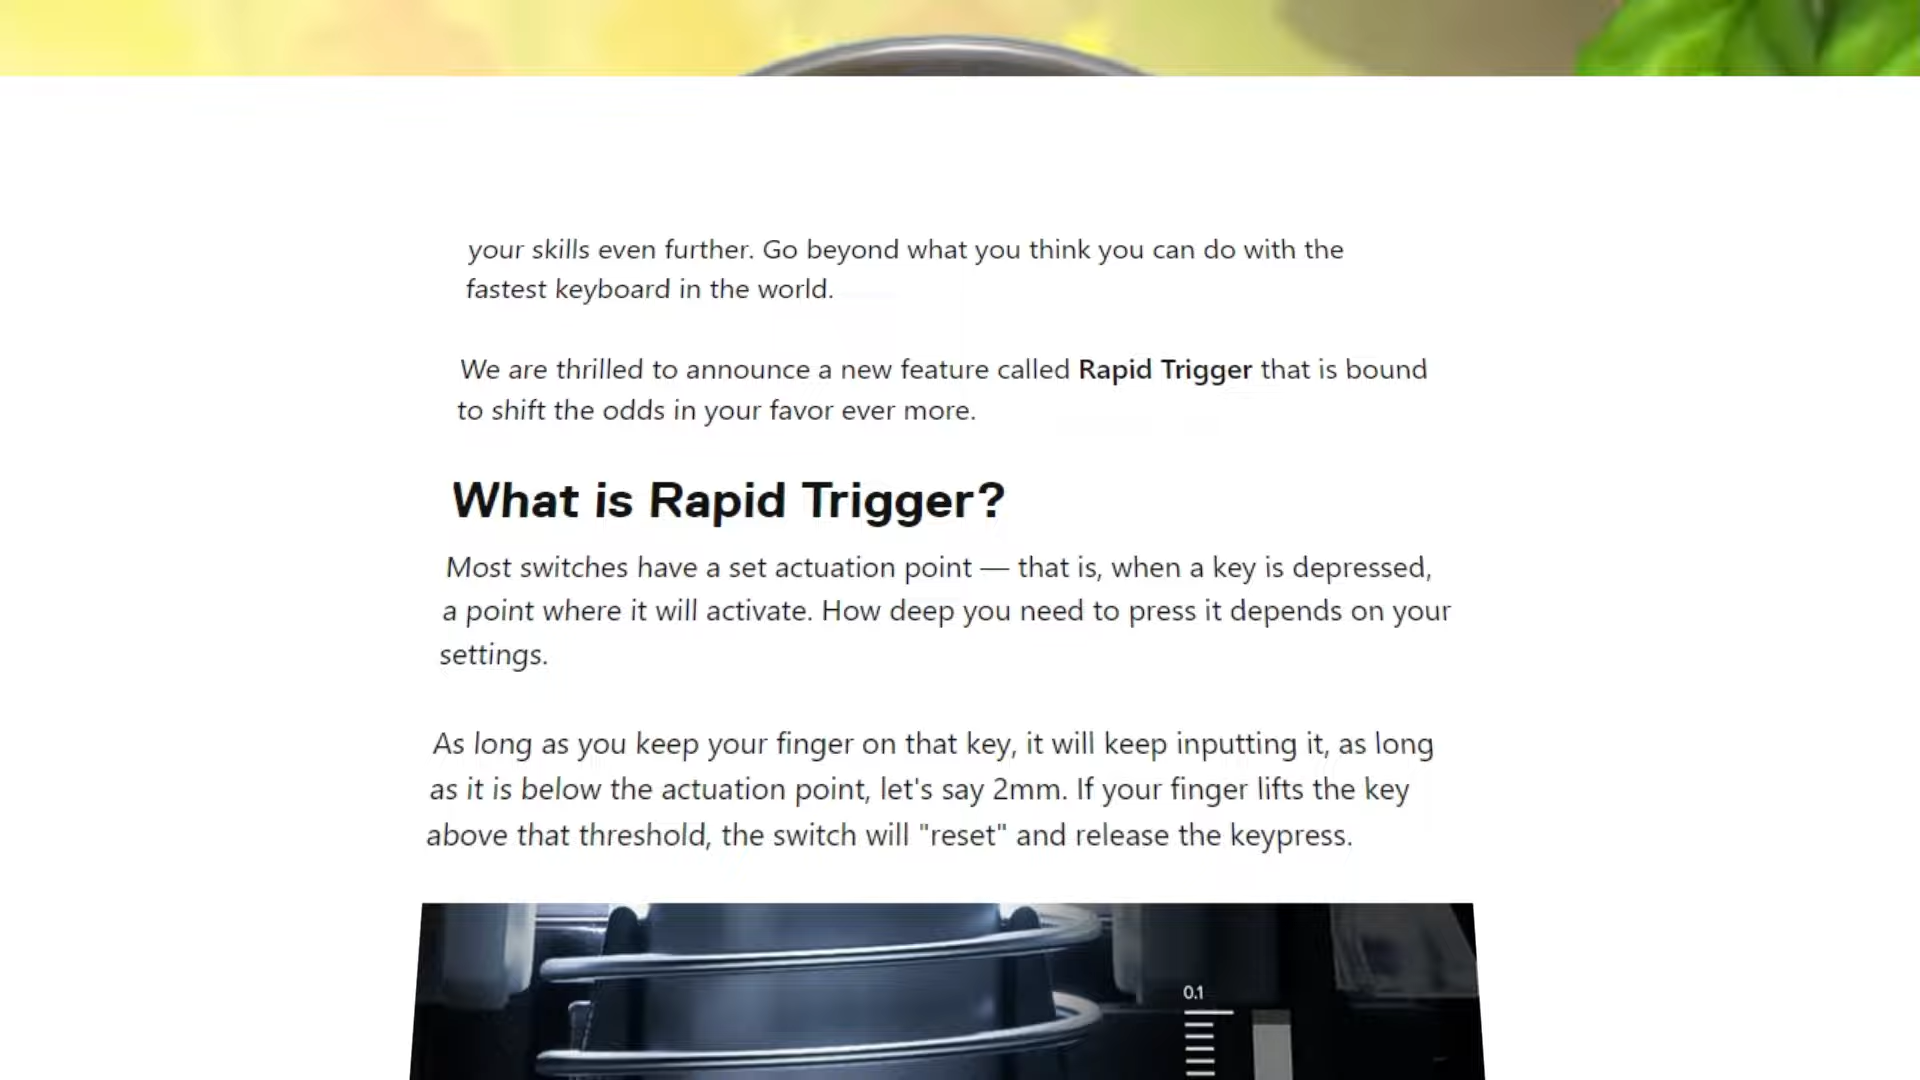 your skills even further. Go beyond what you think you can do with the
fastest keyboard in the world.
We are thrilled to announce a new feature called Rapid Trigger that is bound
to shift the odds in your favor ever more.
What is Rapid Trigger?
Most switches have a set actuation point — that is, when a key is depressed,
a point where it will activate. How deep you need to press it depends on your
settings.
As long as you keep your finger on that key, it will keep inputting it, as long
as it is below the actuation point, let's say 2mm. If your finger lifts the key
above that threshold, the switch will "reset" and release the keypress.
0.1